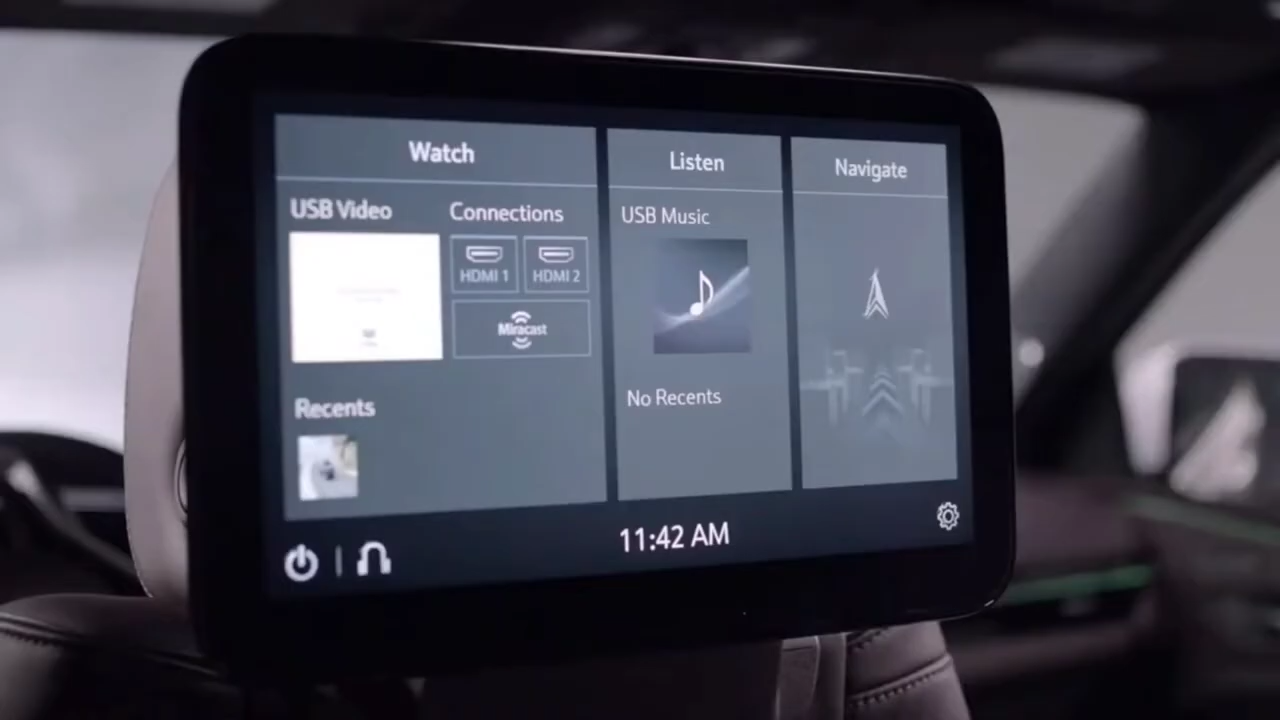 Watch
USB Video
Connections
HDMI 1
HDMI 2
Miracast
Recents
Listen
USB Music
No Recents
Navigate
11:42 AM